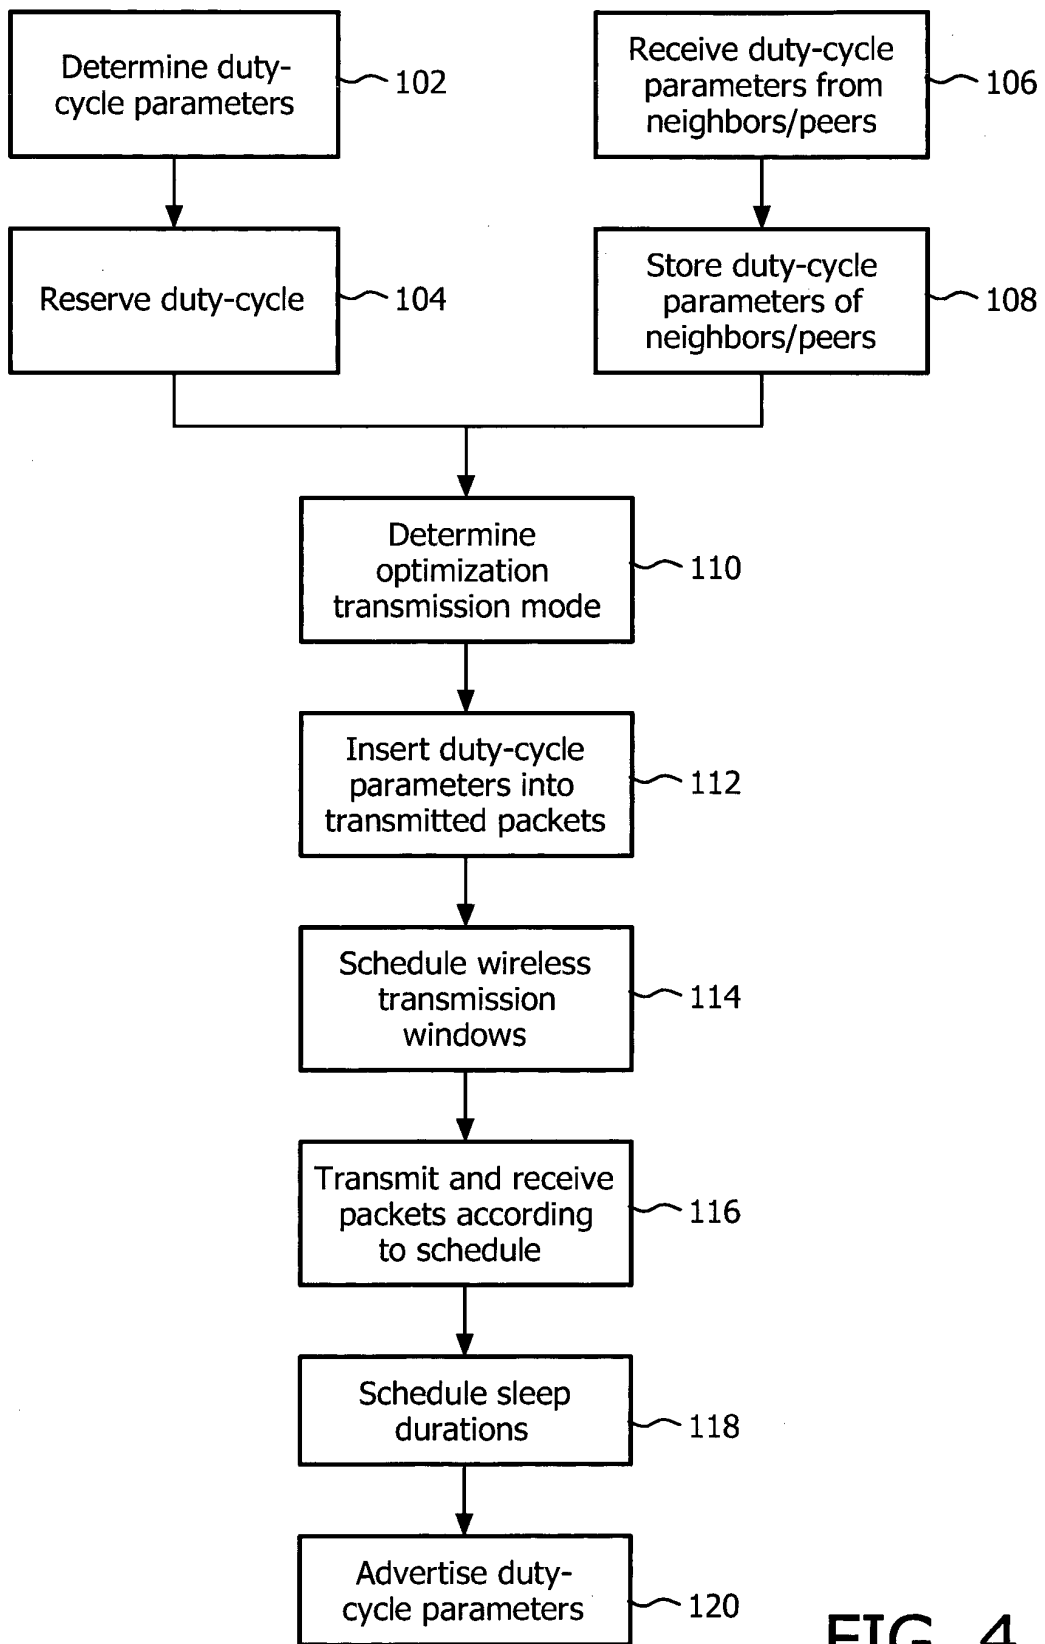 Determine duty-
cycle parameters
102
Receive duty-cycle
parameters from
neighbors/peers
106
Reserve duty-cycle
104
Store duty-cycle
parameters of
neighbors/peers
108
Determine
optimization
transmission mode
110
Insert duty-cycle
parameters into
transmitted packets
112
Schedule wireless
transmission
windows
114
Transmit and receive
packets according
to schedule
116
Schedule sleep
durations
118
Advertise duty-
cycle parameters
120
FIG. 4